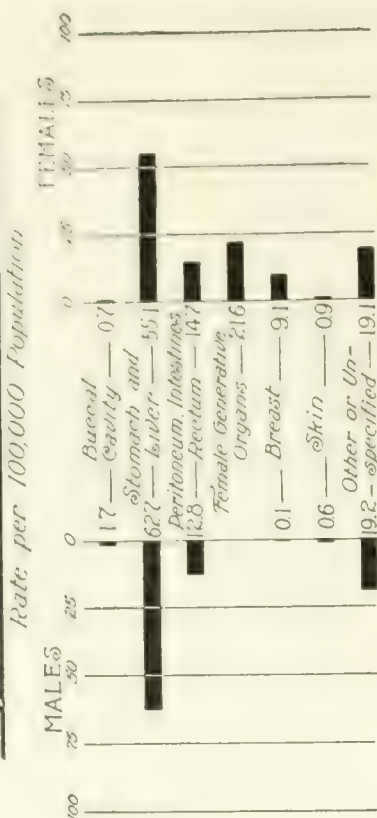 Rate per 100,000 Population
MALES
FEMALES
100 75 50 25 0
0 25 50 75 100
Buccal
1.7 — Cavity — 0.7
Stomach and
62.7 — Liver — 55.1
Peritoneum, Intestines
12.8 — Rectum — 14.7
Female Generative
Organs — 21.6
0.1 — Breast — 9.1
0.6 — Skin — 0.9
Other or Un-
19.2 — specified — 19.1